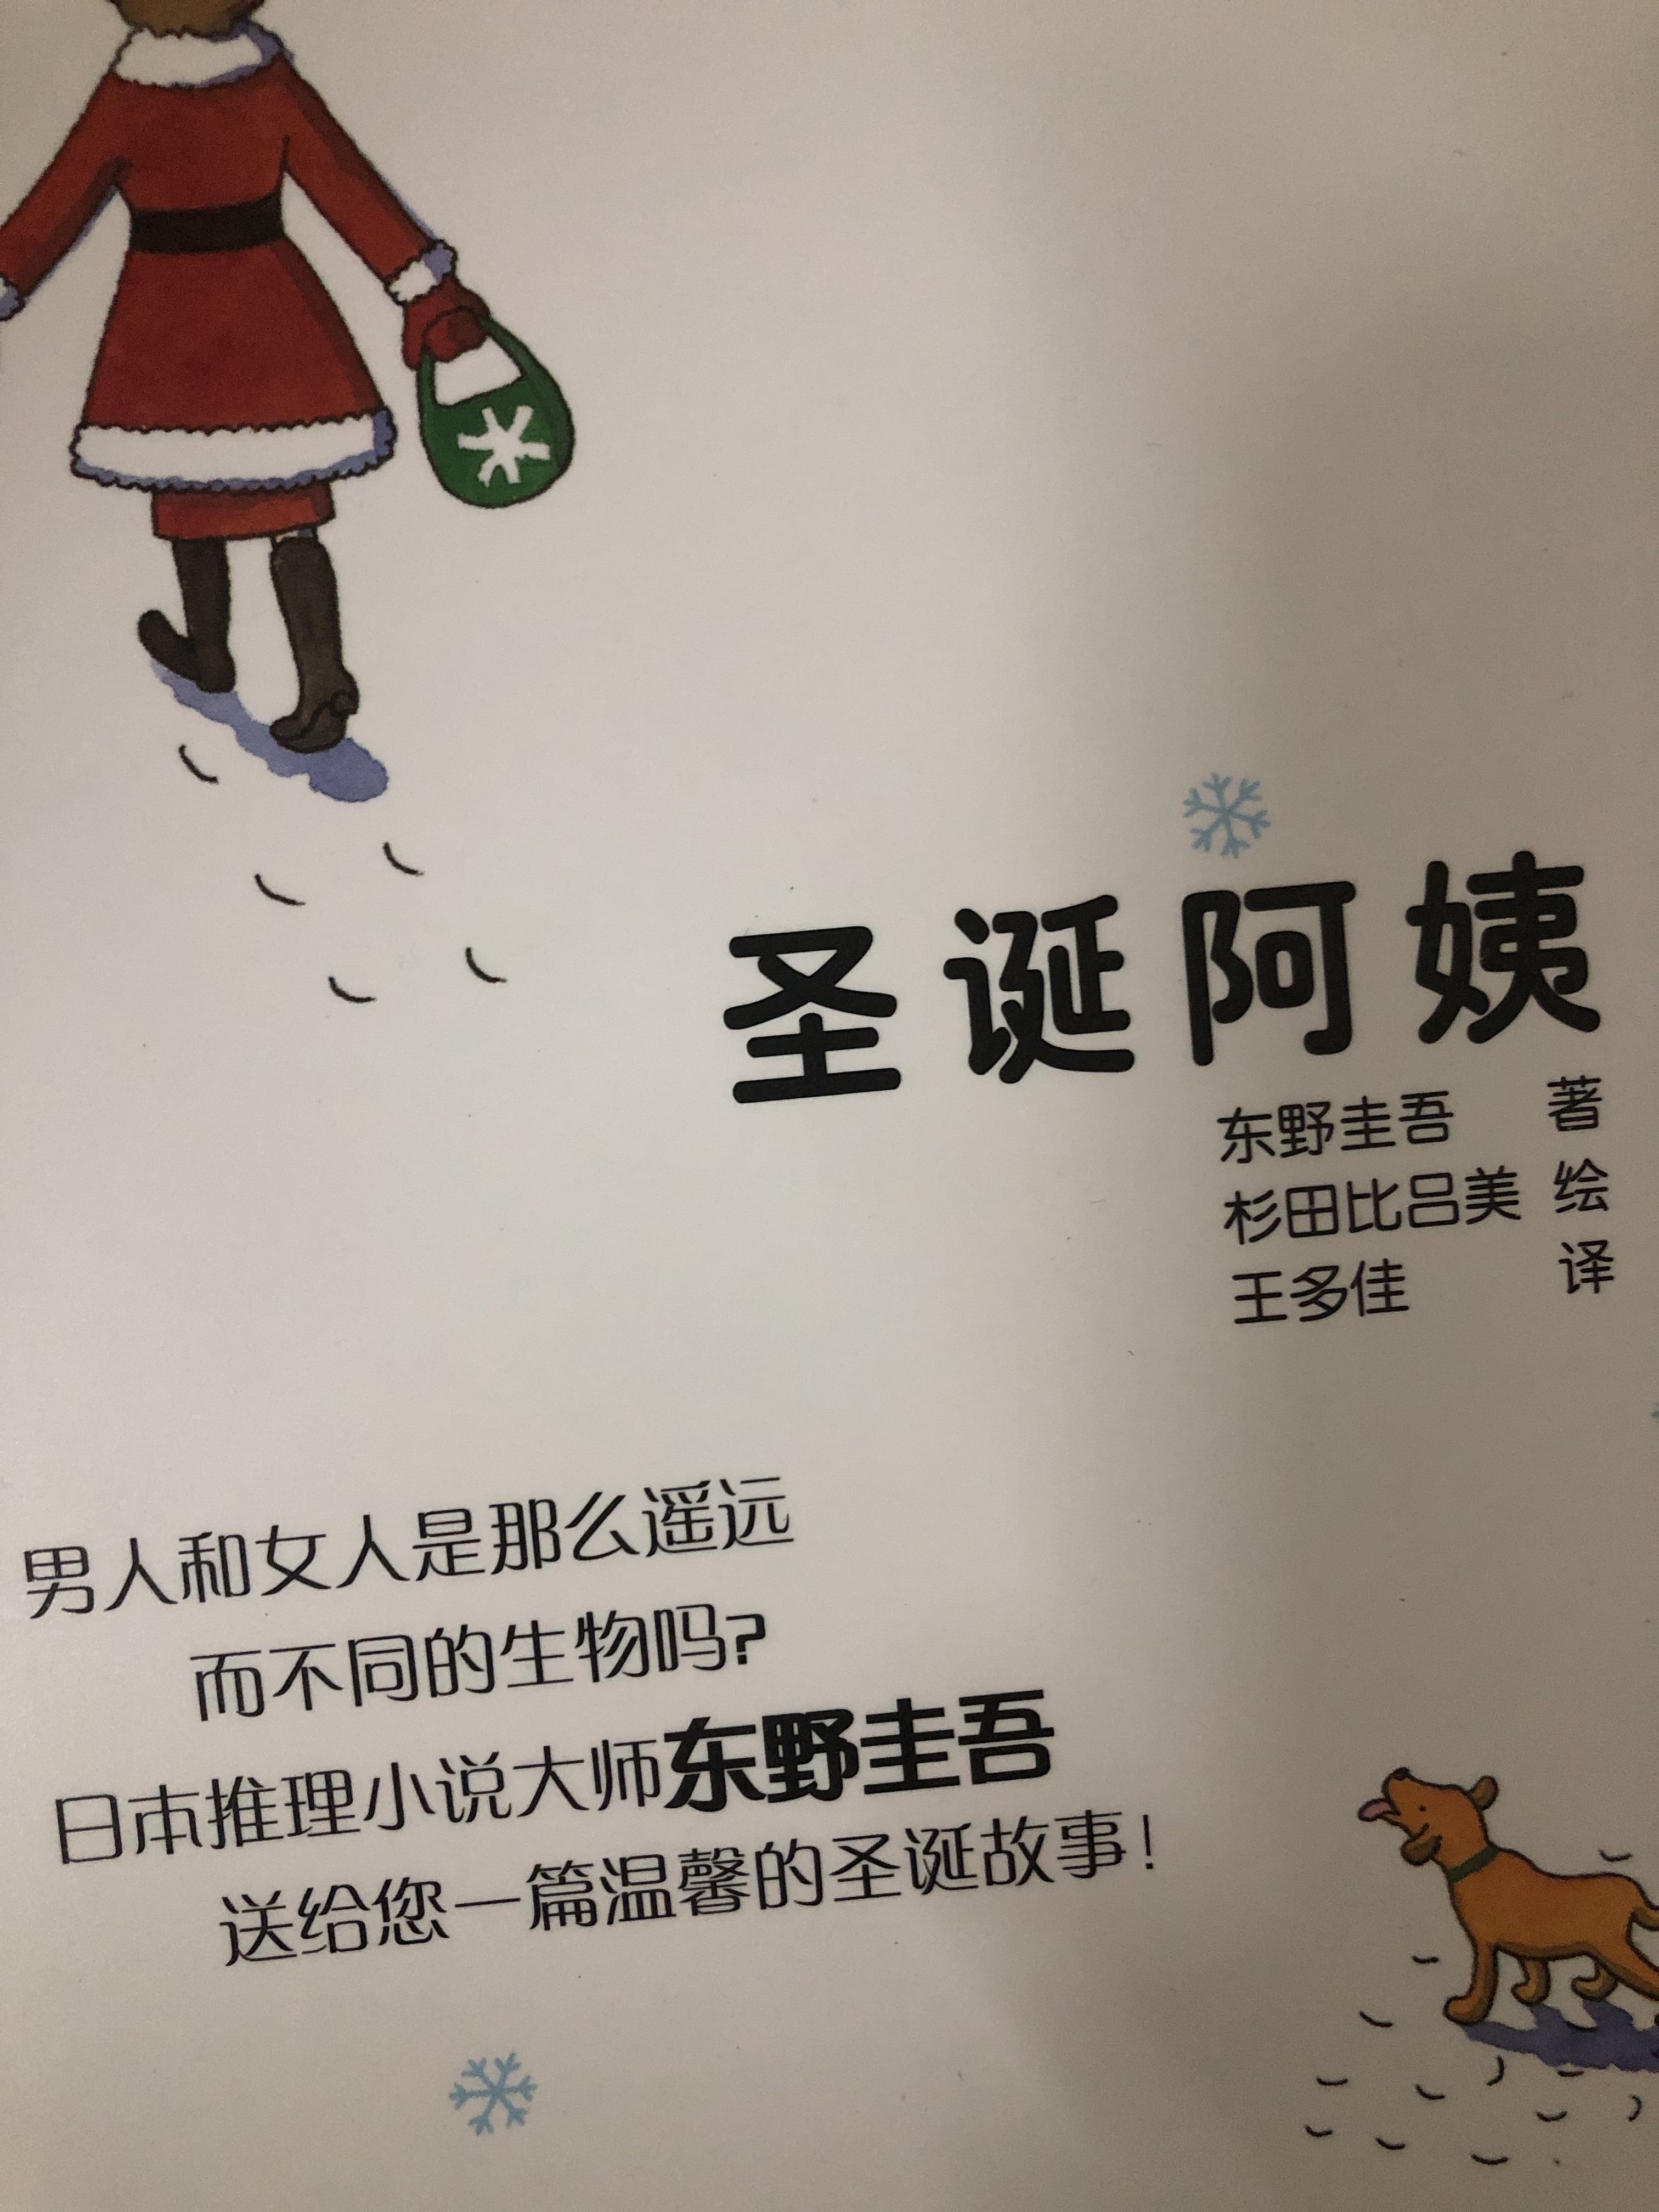 圣诞阿姨
东野圭吾 著
杉田比吕美 绘
王多佳 译
男人和女人是那么遥远
而不同的生物吗?
日本推理小说大师东野圭吾
送给您一篇温馨的圣诞故事!